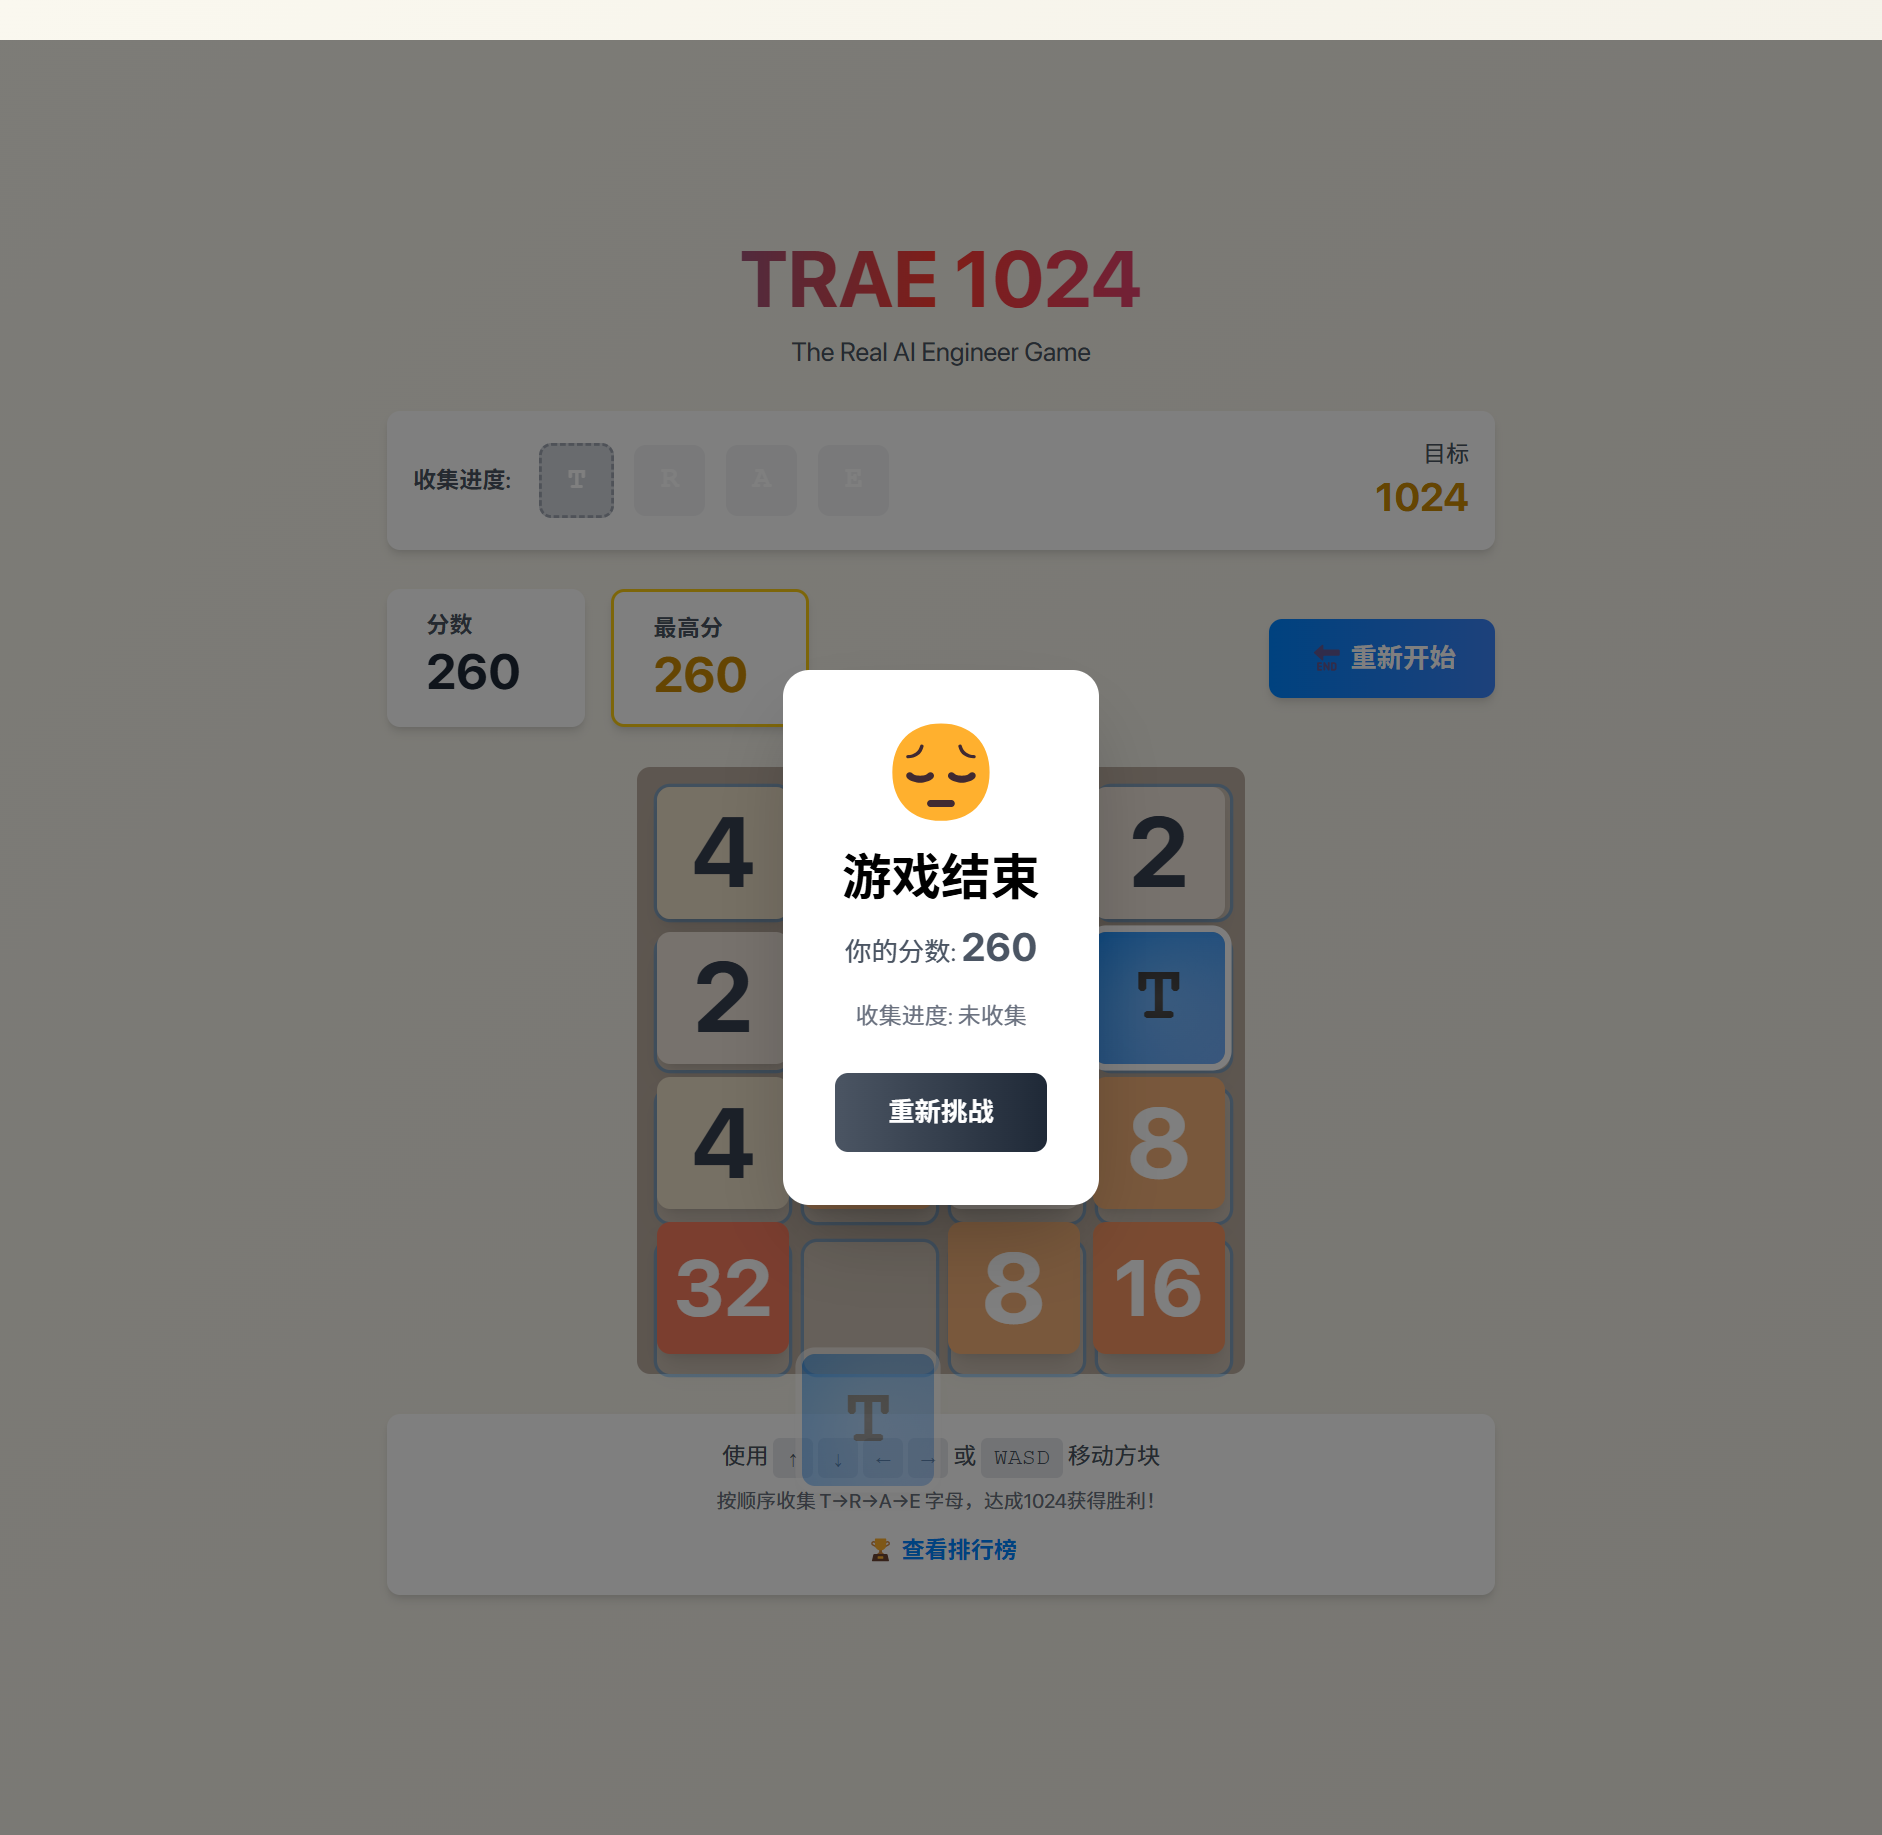 TRAE 1024
The Real AI Engineer Game
收集进度: T R A E
目标
1024
分数
260
最高分
260
END 重新开始
4 2
2 T
4 8
32 8 16
T
游戏结束
你的分数: 260
收集进度: 未收集
重新挑战
使用 ↑ ↓ ← → 或 WASD 移动方块
按顺序收集 T→R→A→E 字母，达成1024获得胜利！
查看排行榜